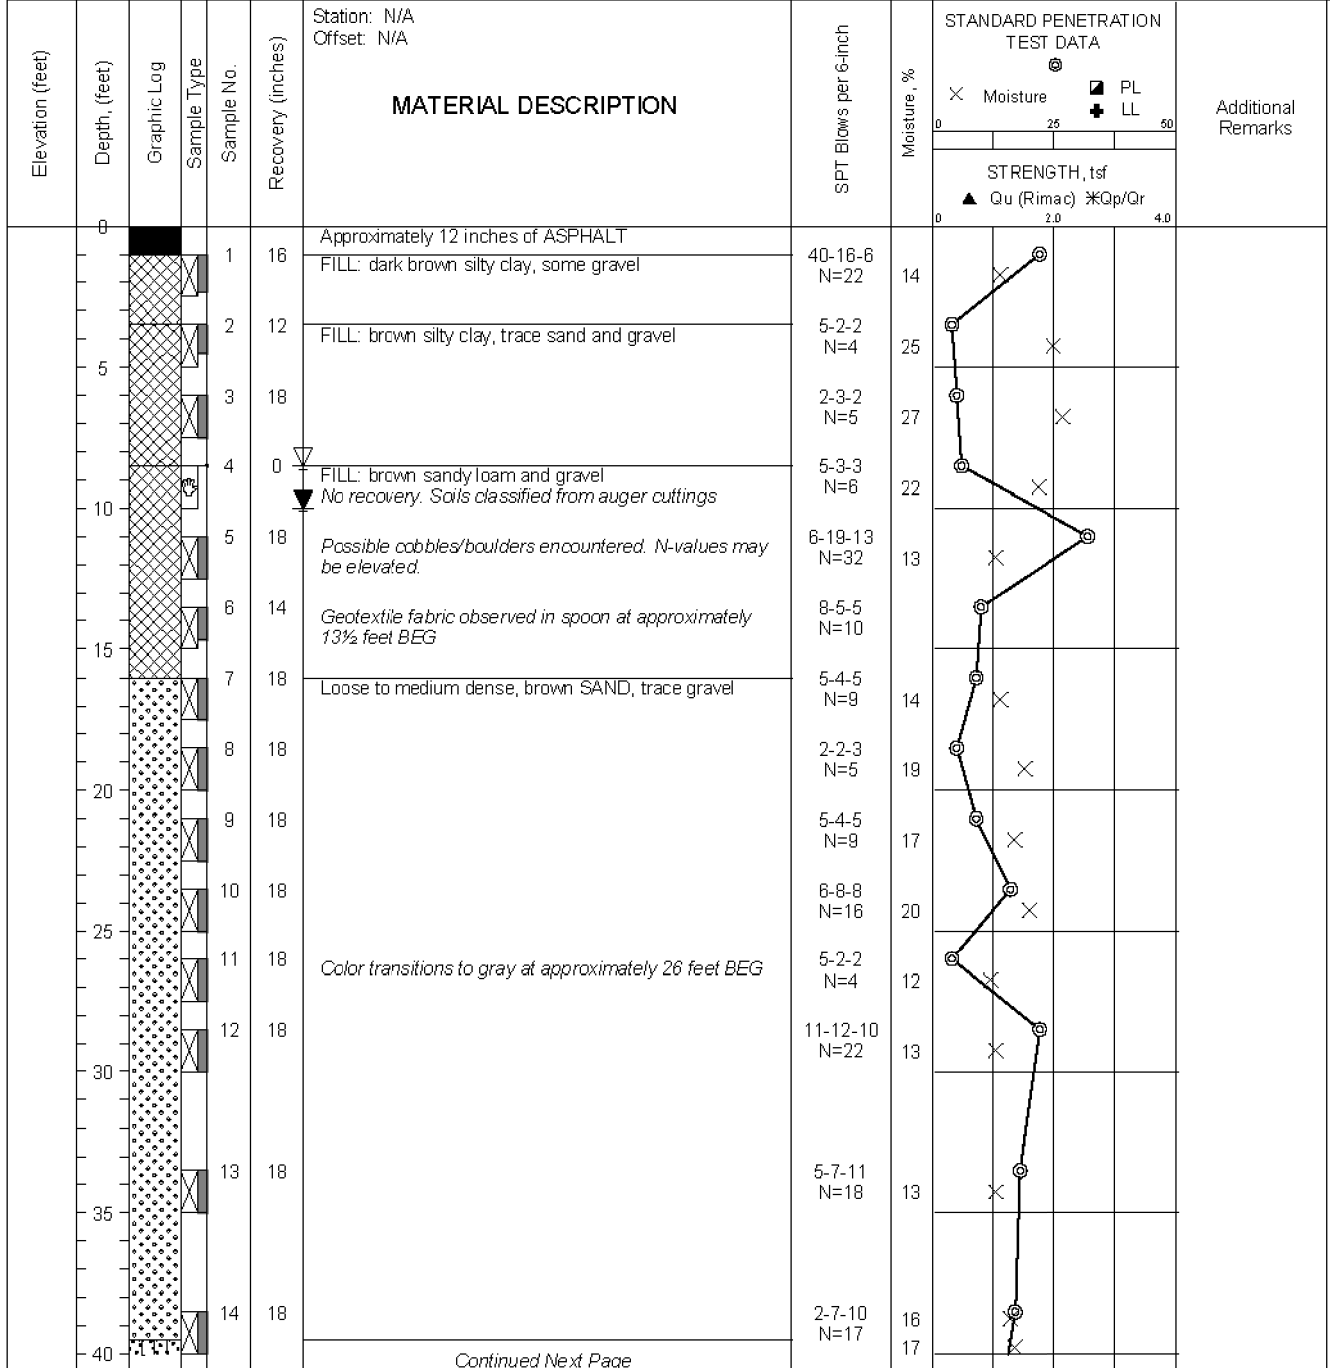 Station: N/A
Offset: N/A
Elevation (feet)
Depth, (feet)
Graphic Log
Sample Type
Sample No.
Recovery (inches)
MATERIAL DESCRIPTION
SPT Blows per 6-inch
Moisture, %
STANDARD PENETRATION
TEST DATA
Moisture
PL
LL
0 25 50
STRENGTH, tsf
Qu (Rimac) Qp/Qr
0 2.0 4.0
Additional
Remarks
0
Approximately 12 inches of ASPHALT
1 16 40-16-6
FILL: dark brown silty clay, some gravel
N=22 14
2 12 5-2-2
FILL: brown silty clay, trace sand and gravel
N=4 25
5
3 18 2-3-2
N=5 27
4 0 5-3-3
FILL: brown sandy loam and gravel
N=6 22
No recovery. Soils classified from auger cuttings
10
5 18 6-19-13
Possible cobbles/boulders encountered. N-values may
N=32 13
be elevated.
6 14 8-5-5
Geotextile fabric observed in spoon at approximately
N=10
13½ feet BEG
15
7 18 5-4-5
Loose to medium dense, brown SAND, trace gravel
N=9 14
8 18 2-2-3
N=5 19
20
9 18 5-4-5
N=9 17
10 18 6-8-8
N=16 20
25
11 18 5-2-2
Color transitions to gray at approximately 26 feet BEG
N=4 12
12 18 11-12-10
N=22 13
30
13 18 5-7-11
N=18 13
35
14 18 2-7-10
16
N=17
17
40
Continued Next Page